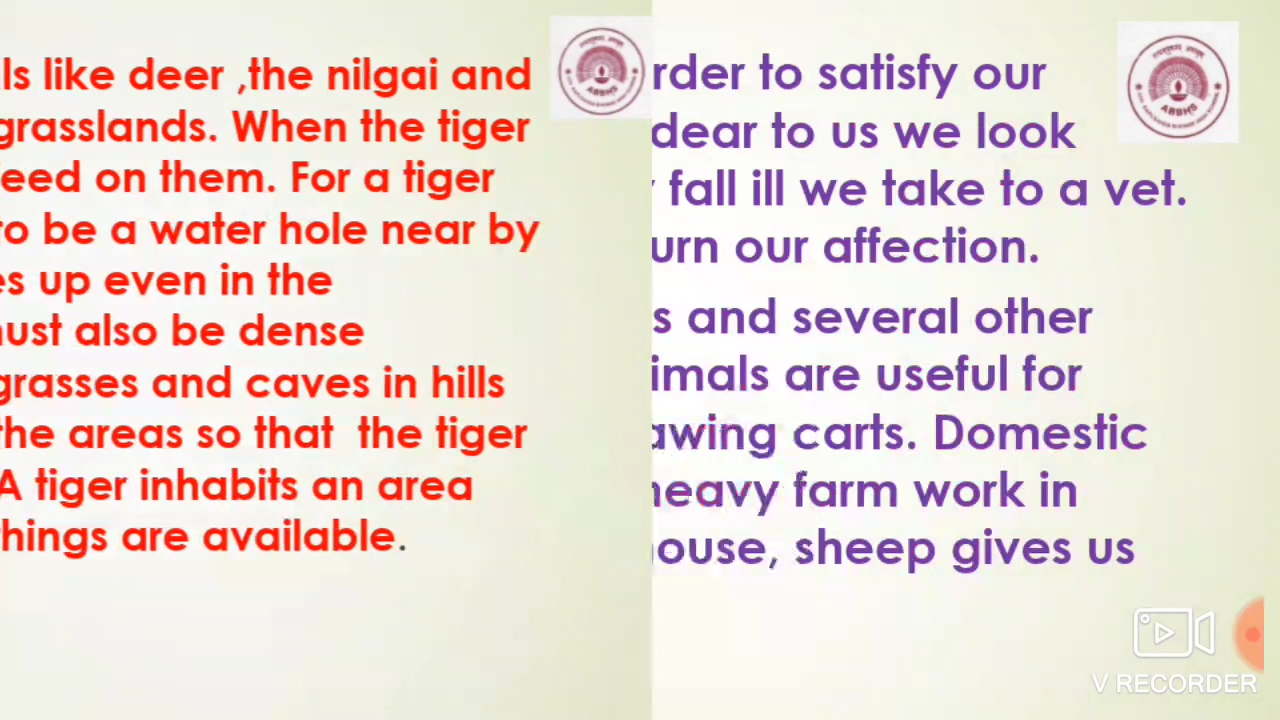 ls like deer ,the nilgai and
grasslands. When the tiger
eed on them. For a tiger
to be a water hole near by
es up even in the
ust also be dense
grasses and caves in hills
the areas so that the tiger
A tiger inhabits an area
things are available.
rder to satisfy our
dear to us we look
fall ill we take to a vet.
urn our affection.
s and several other
imals are useful for
awing carts. Domestic
heavy farm work in
ouse, sheep gives us
ABBHS
ABBHS
V RECORDER